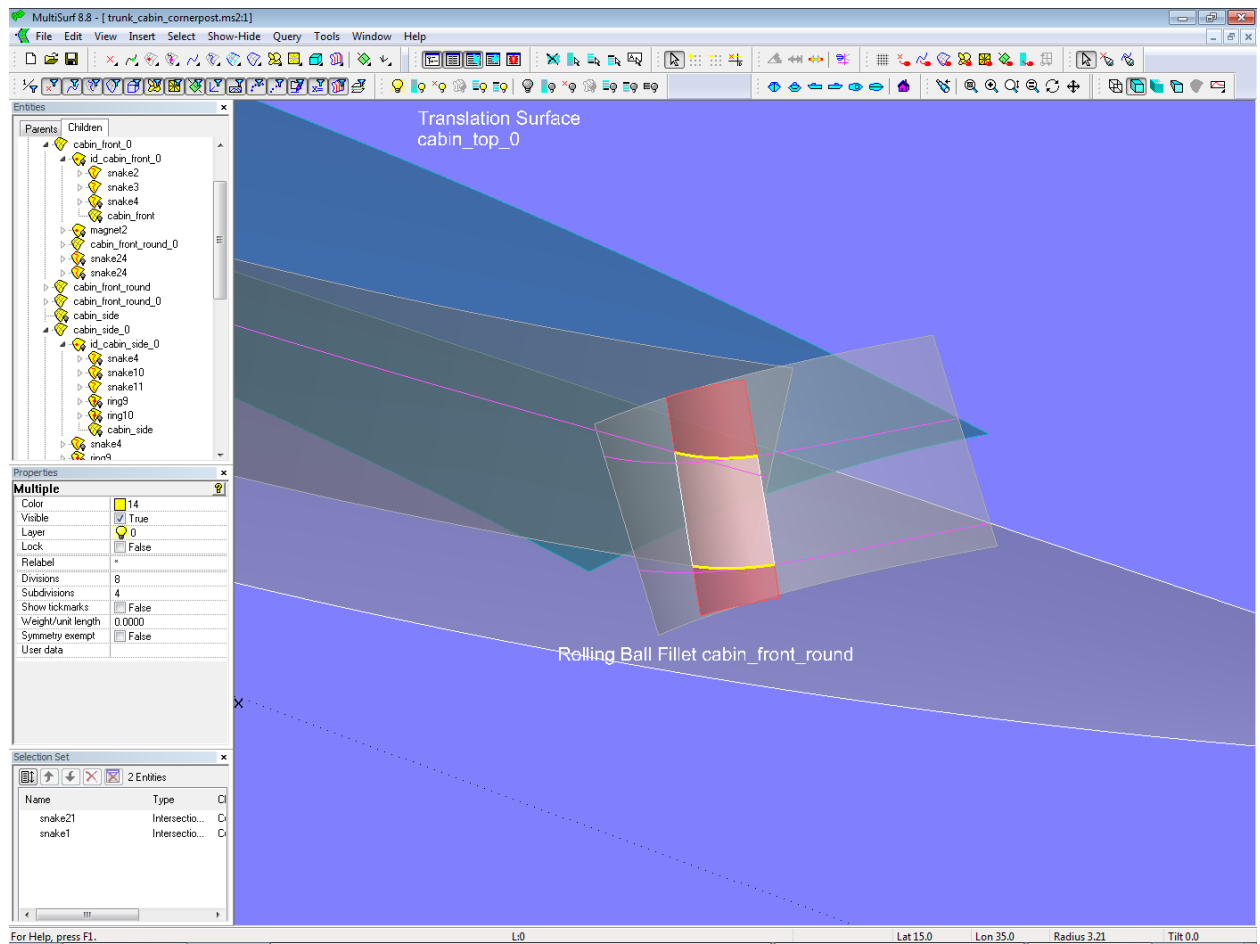 MultiSurf 8.8 - [ trunk_cabin_cornerpost.ms2:1]
File Edit View Insert Select Show-Hide Query Tools Window Help
Entities
Parents Children
cabin_front_0
id_cabin_front_0
snake2
snake3
snake4
cabin_front
magnet2
cabin_front_round_0
snake24
snake24
cabin_front_round
cabin_front_round_0
cabin_side
cabin_side_0
id_cabin_side_0
snake4
snake10
snake11
ring9
ring10
cabin_side
snake4
ring9
Properties
Multiple
Color 14
Visible True
Layer 0
Lock False
Relabel *
Divisions 8
Subdivisions 4
Show tickmarks False
Weight/unit length 0.0000
Symmetry exempt False
User data
Selection Set
2 Entities
Name Type Cl
snake21 Intersectio... Co
snake1 Intersectio... Co
Translation Surface
cabin_top_0
Rolling Ball Fillet cabin_front_round
x
For Help, press F1. L:0 Lat 15.0 Lon 35.0 Radius 3.21 Tilt 0.0